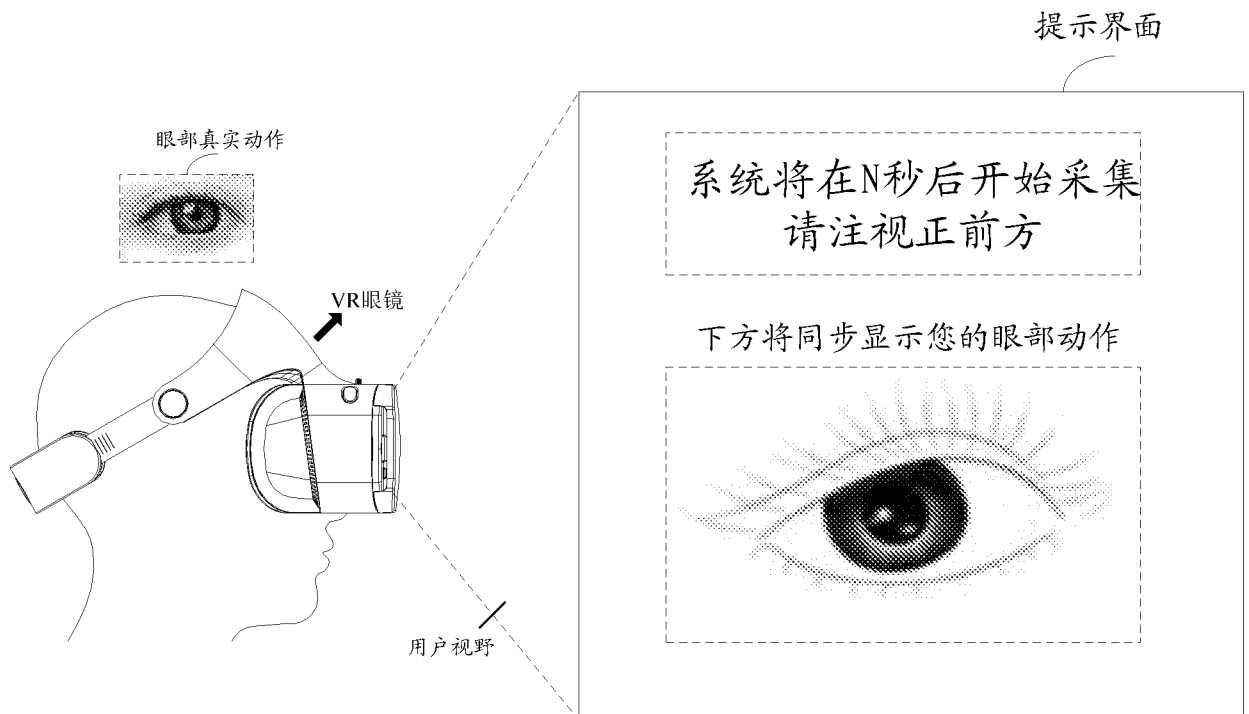 提示界面
眼部真实动作
系统将在N秒后开始采集
请注视正前方
VR眼镜
下方将同步显示您的眼部动作
用户视野